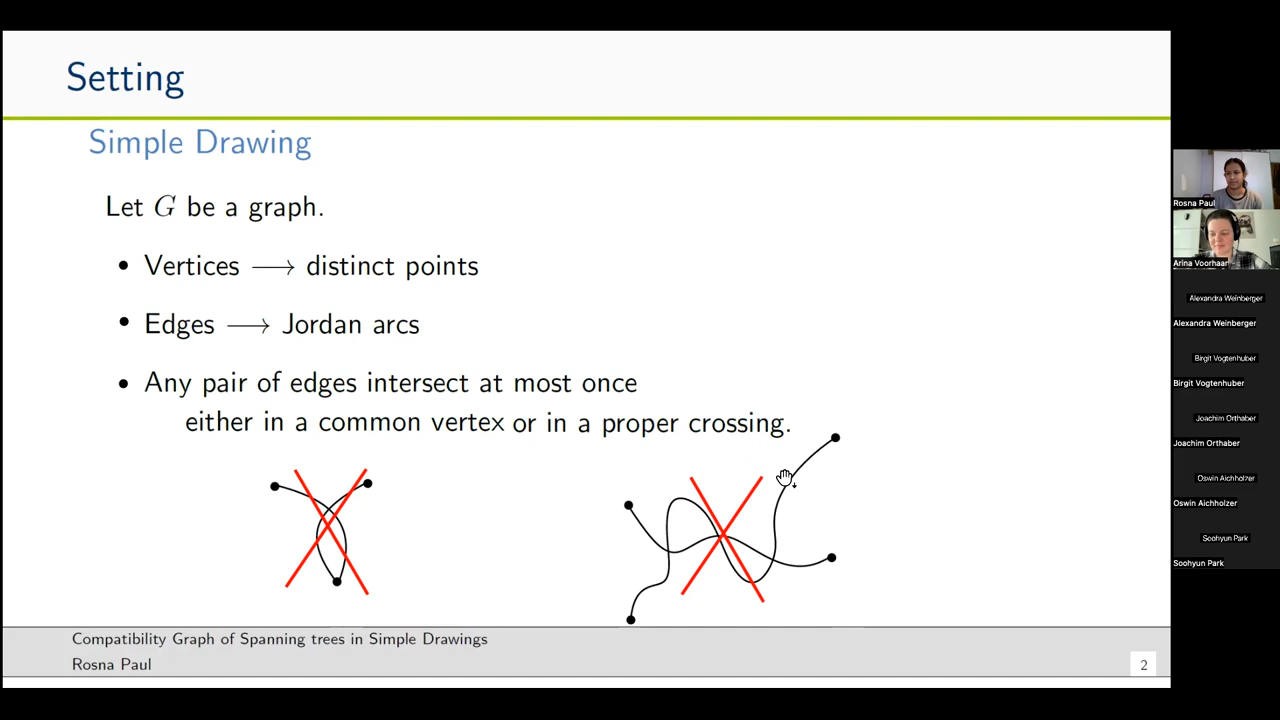 Setting
Simple Drawing
Let G be a graph.
• Vertices ⟶ distinct points
• Edges ⟶ Jordan arcs
• Any pair of edges intersect at most once
either in a common vertex or in a proper crossing.
Compatibility Graph of Spanning trees in Simple Drawings
Rosna Paul
2
Rosna Paul
Arina Voorhaar
Alexandra Weinberger
Alexandra Weinberger
Birgit Vogtenhuber
Birgit Vogtenhuber
Joachim Orthaber
Joachim Orthaber
Oswin Aichholzer
Oswin Aichholzer
Soohyun Park
Soohyun Park